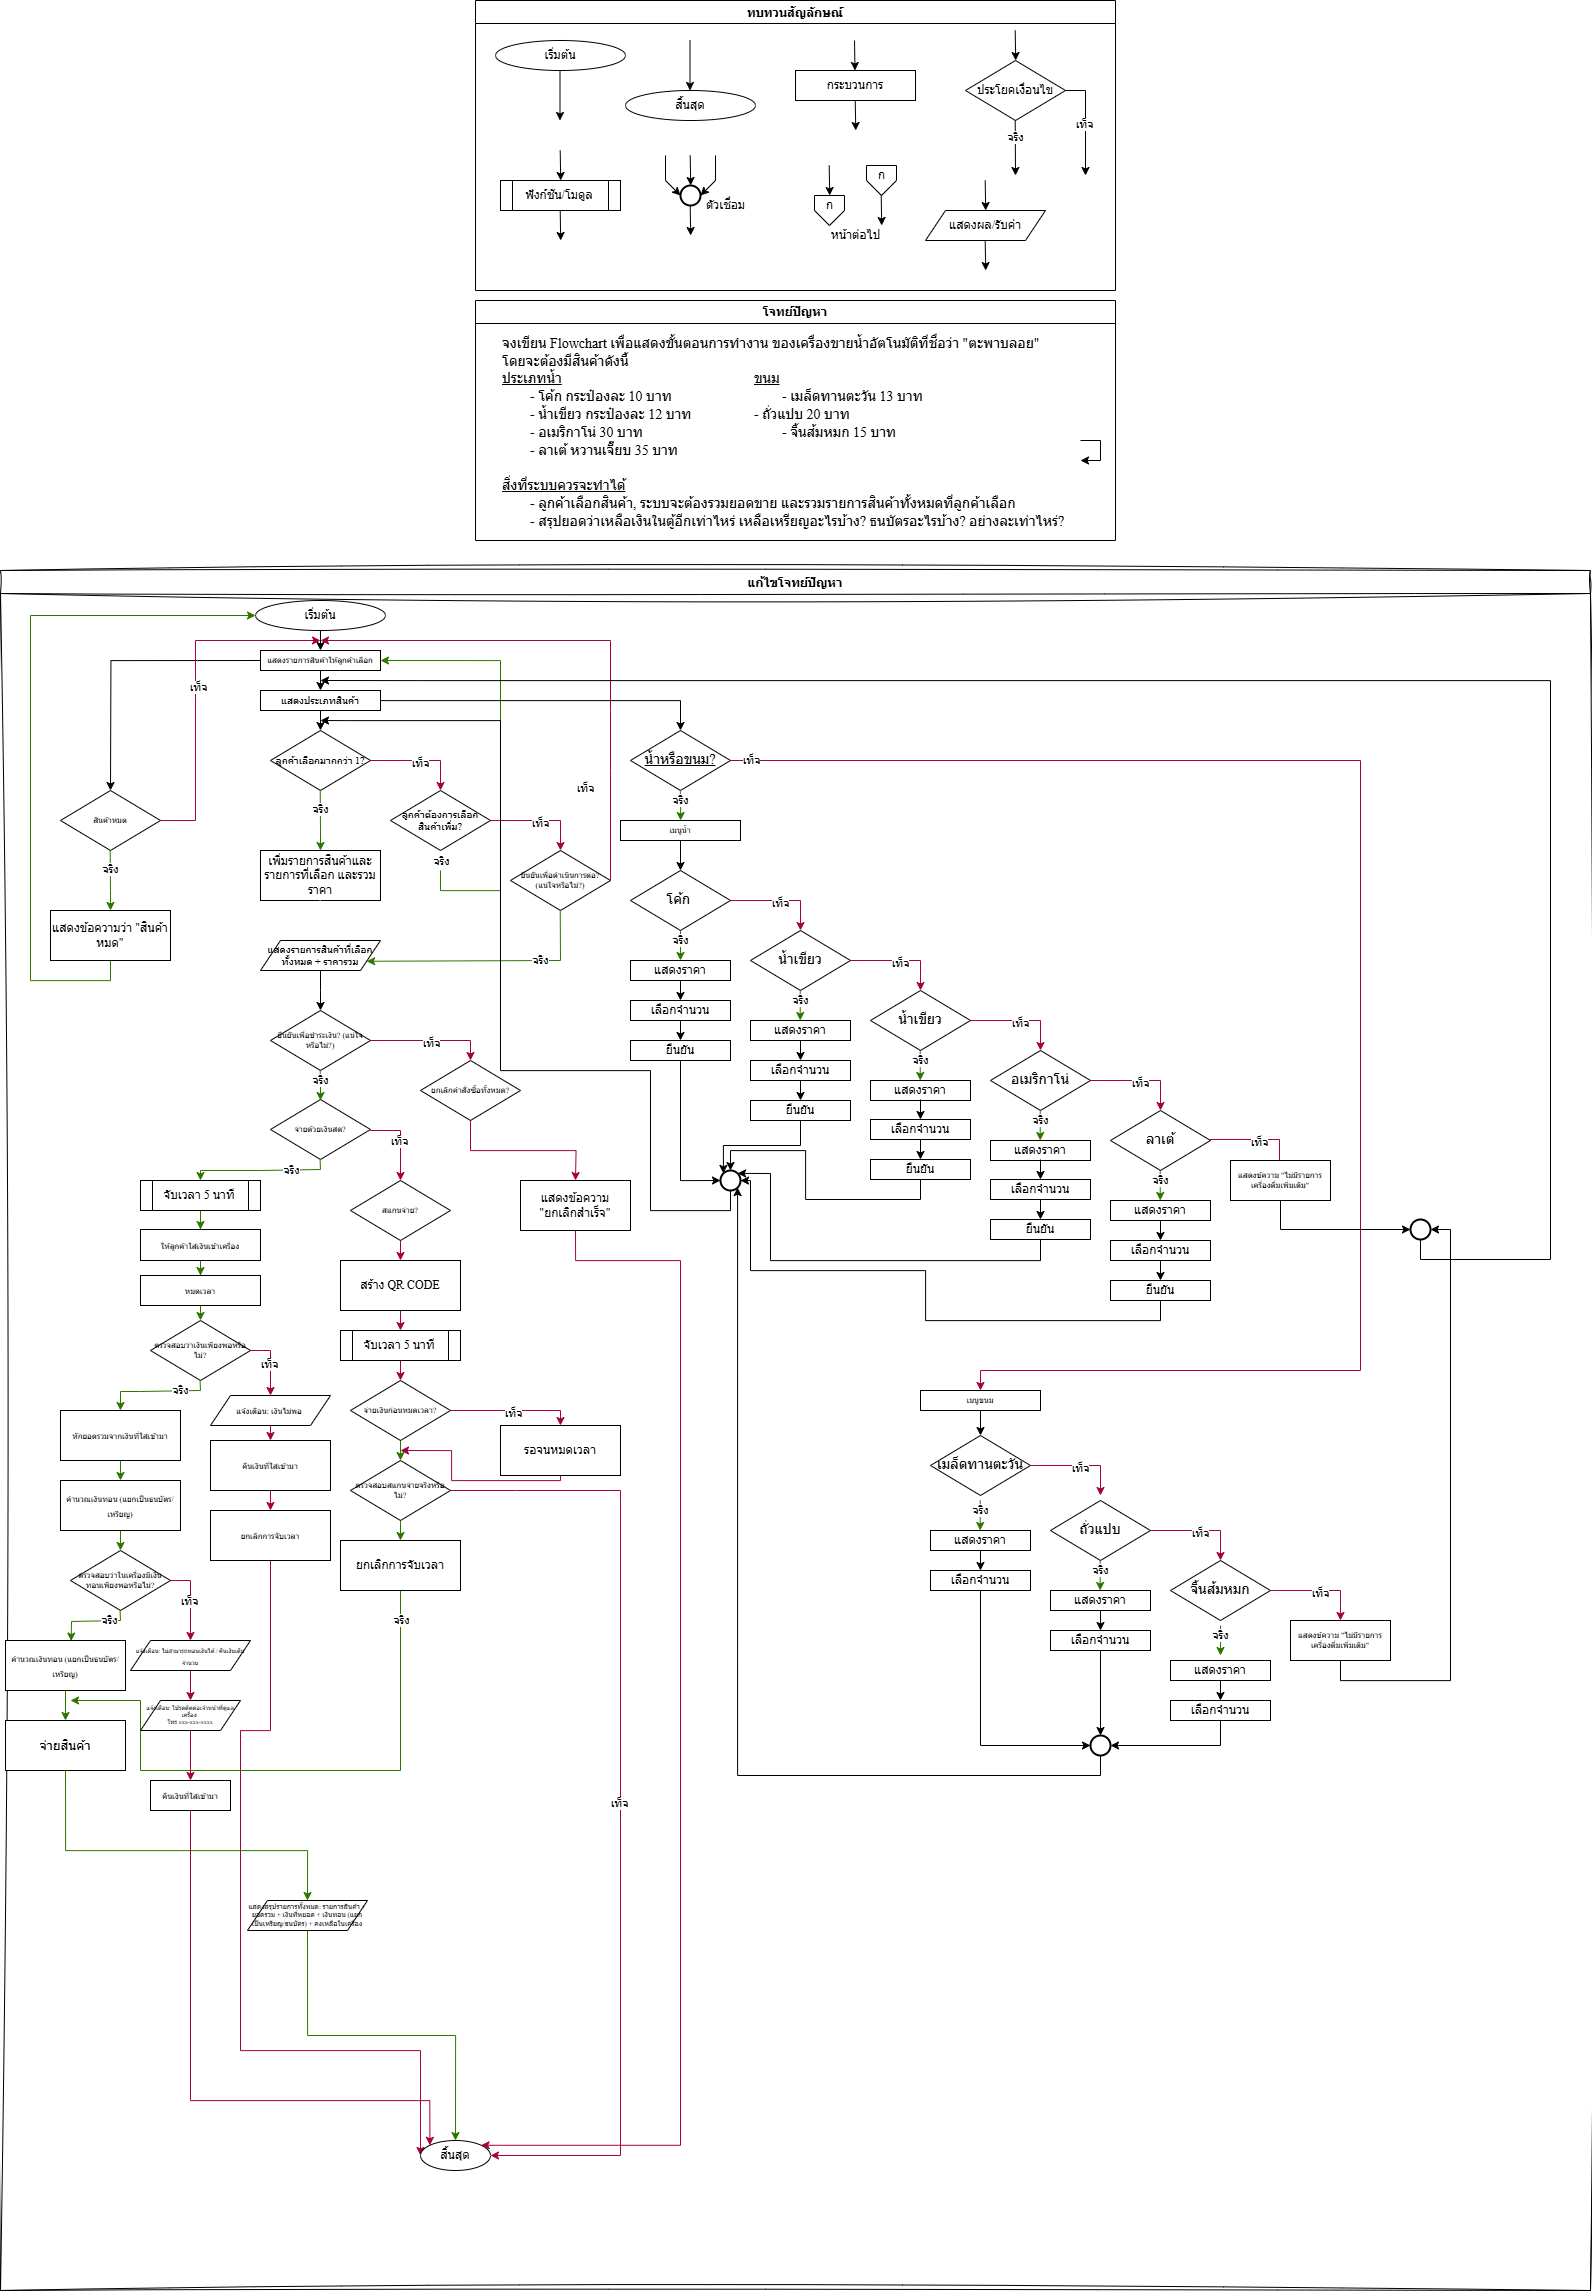 ทบทวนสัญลักษณ์
เริ่มต้น
สิ้นสุด
กระบวนการ
ประโยคเงื่อนไข
จริง
เท็จ
ฟังก์ชัน/โมดูล
ตัวเชื่อม
ก
ก
หน้าต่อไป
แสดงผล/รับค่า
โจทย์ปัญหา
จงเขียน Flowchart เพื่อแสดงขั้นตอนการทำงาน ของเครื่องขายน้ำอัตโนมัติที่ชื่อว่า "ตะพาบลอย"
โดยจะต้องมีสินค้าดังนี้
ประเภทน้ำ ขนม
- โค้ก กระป๋องละ 10 บาท - เมล็ดทานตะวัน 13 บาท
- น้ำเขียว กระป๋องละ 12 บาท - ถั่วแปบ 20 บาท
- อเมริกาโน่ 30 บาท - จิ้นส้มหมก 15 บาท
- ลาเต้ หวานเจี๊ยบ 35 บาท
สิ่งที่ระบบควรจะทำได้
- ลูกค้าเลือกสินค้า, ระบบจะต้องรวมยอดขาย และรวมรายการสินค้าทั้งหมดที่ลูกค้าเลือก
- สรุปยอดว่าเหลือเงินในตู้อีกเท่าไหร่ เหลือเหรียญอะไรบ้าง? ธนบัตรอะไรบ้าง? อย่างละเท่าไหร่?
แก้ไขโจทย์ปัญหา
เริ่มต้น
แสดงรายการสินค้าให้ลูกค้าเลือก
เท็จ
แสดงประเภทสินค้า
ลูกค้าเลือกมากกว่า 1?
เท็จ
น้ำหรือขนม?
เท็จ
เท็จ
จริง
จริง
สินค้าหมด
ลูกค้าต้องการเลือก
สินค้าเพิ่ม?
เท็จ
เมนูน้ำ
จริง
เพิ่มรายการสินค้าและ
รายการที่เลือก และรวม
ราคา
จริง
ยืนยันเพื่อดำเนินการต่อ?
(แน่ใจหรือไม่?)
โค้ก
เท็จ
แสดงข้อความว่า "สินค้า
หมด"
จริง
แสดงรายการสินค้าที่เลือก
ทั้งหมด + ราคารวม
จริง
แสดงราคา
น้ำเขียว
เท็จ
เลือกจำนวน
จริง
น้ำเขียว
เท็จ
ยืนยันเพื่อชำระเงิน? (แน่ใจ
หรือไม่?)
เท็จ
ยืนยัน
แสดงราคา
จริง
จริง
ยกเลิกคำสั่งซื้อทั้งหมด?
เลือกจำนวน
แสดงราคา
อเมริกาโน่
เท็จ
ยืนยัน
เลือกจำนวน
จริง
จ่ายด้วยเงินสด?
เท็จ
ยืนยัน
แสดงราคา
ลาเต้
เท็จ
จริง
เลือกจำนวน
จริง
แสดงข้ความ "ไม่มีรายการ
เครื่องดื่มเพิ่มเติม"
จับเวลา 5 นาที
สแกนจ่าย?
แสดงข้อความ
"ยกเลิกสำเร็จ"
ยืนยัน
แสดงราคา
ให้ลูกค้าใส่เงินเข้าเครื่อง
เลือกจำนวน
หมดเวลา
สร้าง QR CODE
ยืนยัน
ตรวจสอบว่าเงินเพียงพอหรือ
ไม่?
เท็จ
จับเวลา 5 นาที
จริง
แจ้งเตือน: เงินไม่พอ
จ่ายเงินก่อนหมดเวลา?
เท็จ
เมนูขนม
หักยอดรวมจากเงินที่ใส่เข้ามา
คืนเงินที่ใส่เข้ามา
รอจนหมดเวลา
เมล็ดทานตะวัน
เท็จ
ตรวจสอบสแกนจ่ายจริงหรือ
ไม่?
คำนวณเงินทอน (แยกเป็นธนบัตร/
เหรียญ)
จริง
ยกเลิกการจับเวลา
แสดงราคา
ถั่วแปบ
เท็จ
ยกเลิกการจับเวลา
เลือกจำนวน
จริง
ตรวจสอบว่าในเครื่องมีเงิน
ทอนเพียงพอหรือไม่?
เท็จ
แสดงราคา
จิ้นส้มหมก
เท็จ
จริง
จริง
เลือกจำนวน
จริง
แสดงข้ความ "ไม่มีรายการ
เครื่องดื่มเพิ่มเติม"
คำนวณเงินทอน (แยกเป็นธนบัตร/
เหรียญ)
แจ้งเตือน: ไม่สามารถทอนเงินได้ / คืนเงินเต็ม
จำนวน
แสดงราคา
แจ้งเตือน: โปรดติดต่อเจ้าหน้าที่ดูแล
เครื่อง
โทร xxx-xxx-xxxx
เลือกจำนวน
จ่ายสินค้า
คืนเงินที่ใส่เข้ามา
เท็จ
แสดงสรุปรายการทั้งหมด: รายการสินค้า
ยอดรวม + เงินที่หยอด + เงินทอน (แยก
เป็นเหรียญ/ธนบัตร) + คงเหลือในเครื่อง
สิ้นสุด